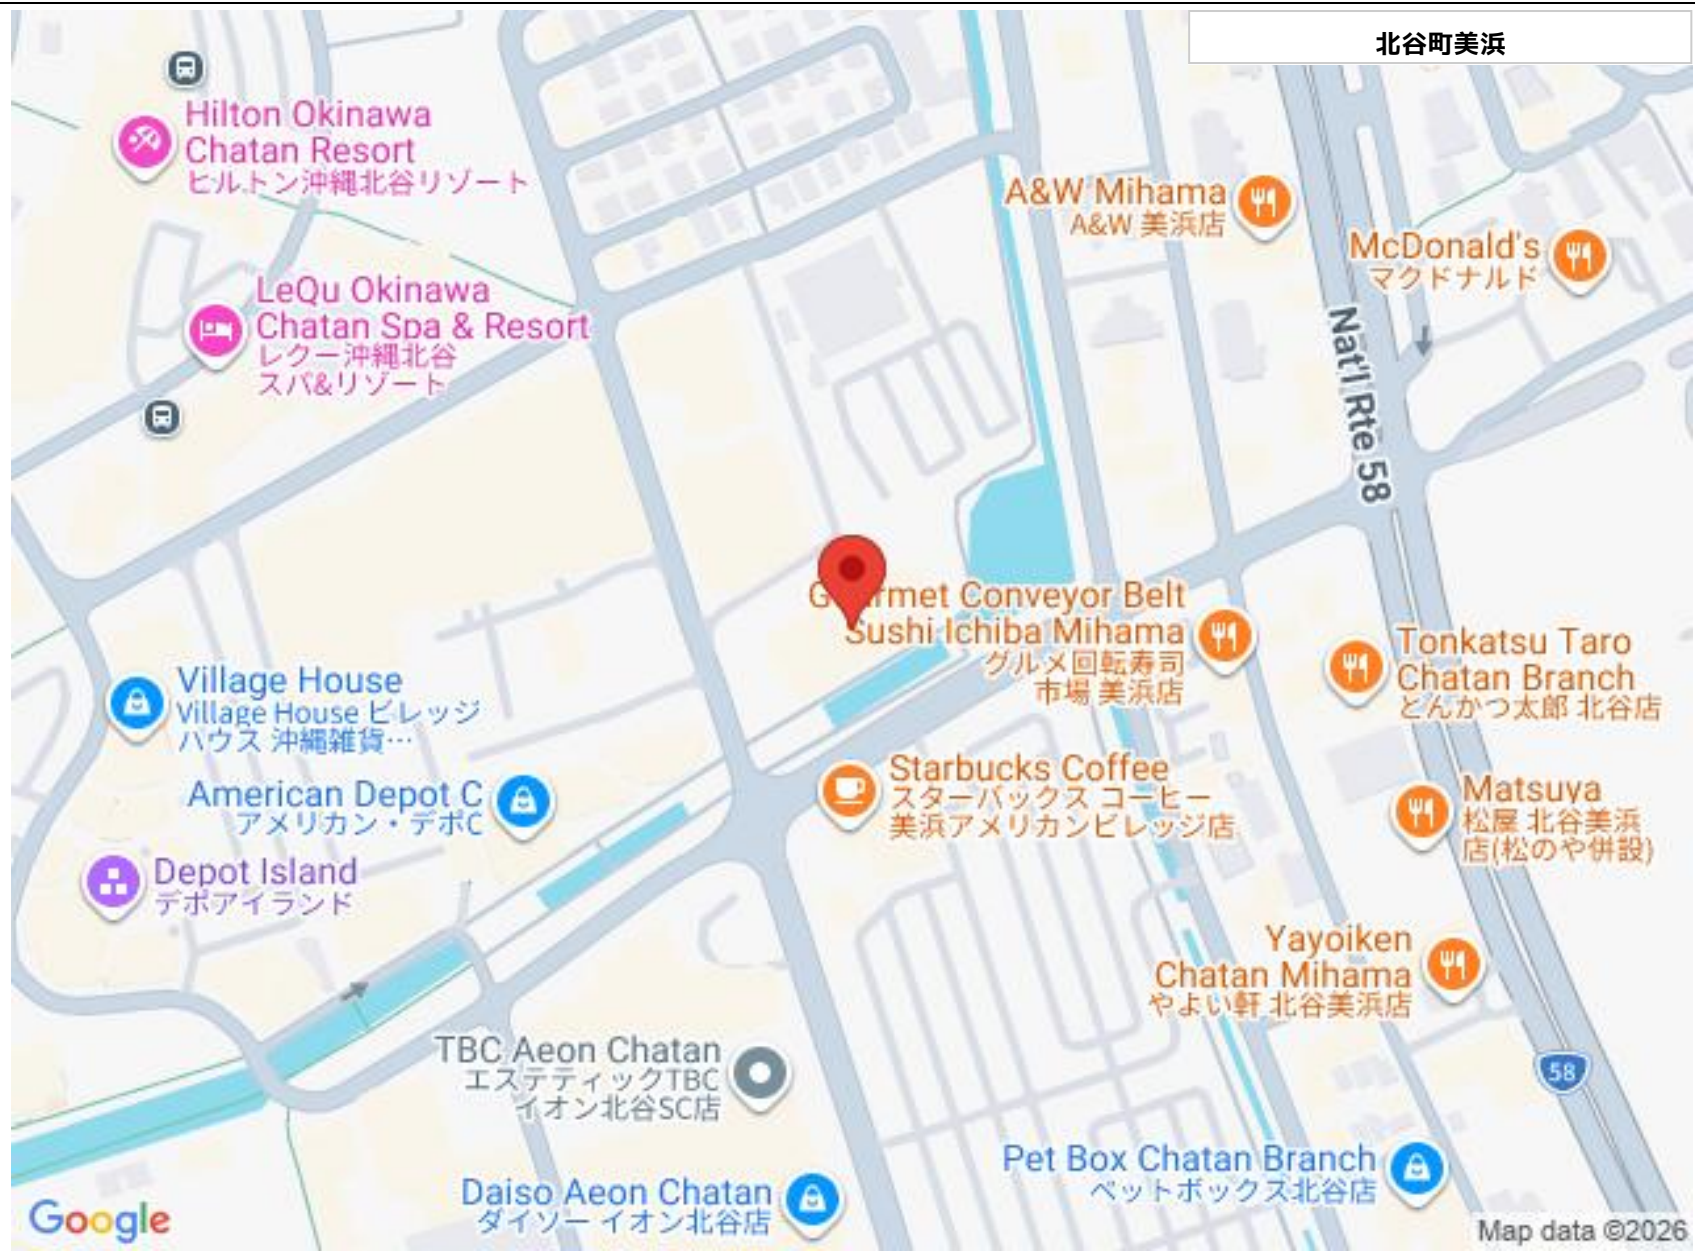 北谷町美浜
Hilton Okinawa
Chatan Resort
ヒルトン沖縄北谷リゾート
A&W Mihama
A&W 美浜店
McDonald's
マクドナルド
LeQu Okinawa
Chatan Spa & Resort
レクー沖縄北谷
スパ&リゾート
Nat'l Rte 58
Gourmet Conveyor Belt
Sushi Ichiba Mihama
グルメ回転寿司
市場 美浜店
Tonkatsu Taro
Chatan Branch
とんかつ太郎 北谷店
Village House
Village House ビレッジ
ハウス 沖縄雑貨…
American Depot C
アメリカン・デポC
Starbucks Coffee
スターバックス コーヒー
美浜アメリカンビレッジ店
Matsuya
松屋 北谷美浜
店(松のや併設)
Depot Island
デポアイランド
Yayoiken
Chatan Mihama
やよい軒 北谷美浜店
TBC Aeon Chatan
エステティックTBC
イオン北谷SC店
58
Pet Box Chatan Branch
ペットボックス北谷店
Daiso Aeon Chatan
ダイソー イオン北谷店
Google
Map data ©2026